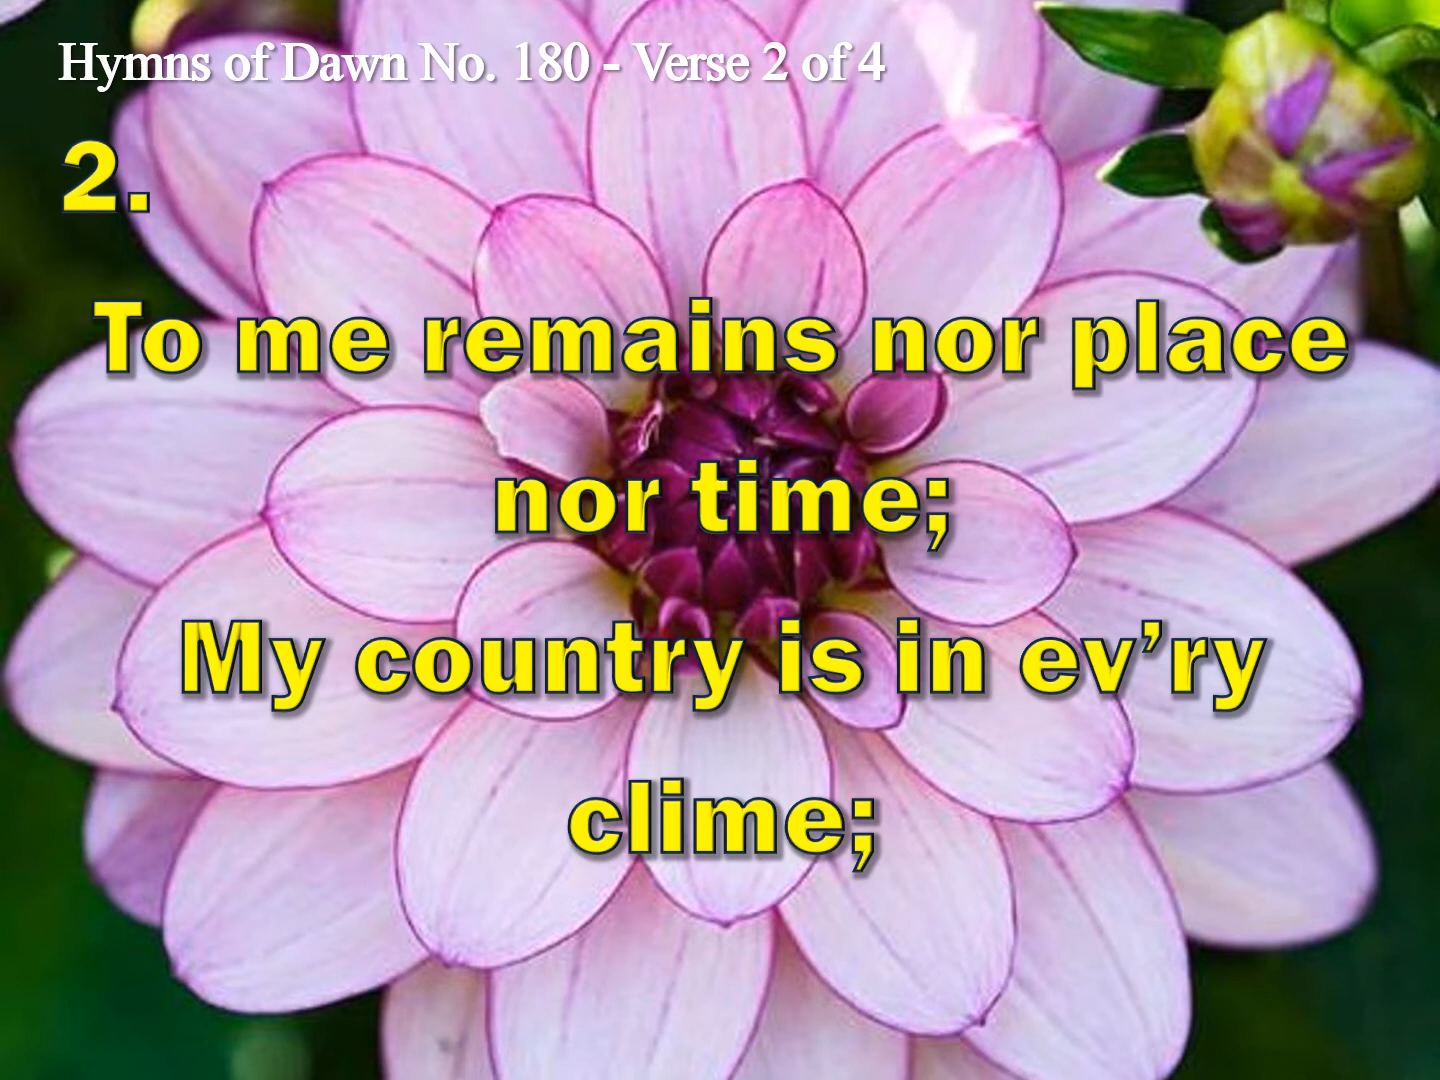 Hymns of Dawn No. 180 - Verse 2 of 4
2.
To me remains nor place
nor time;
My country is in ev’ry
clime;